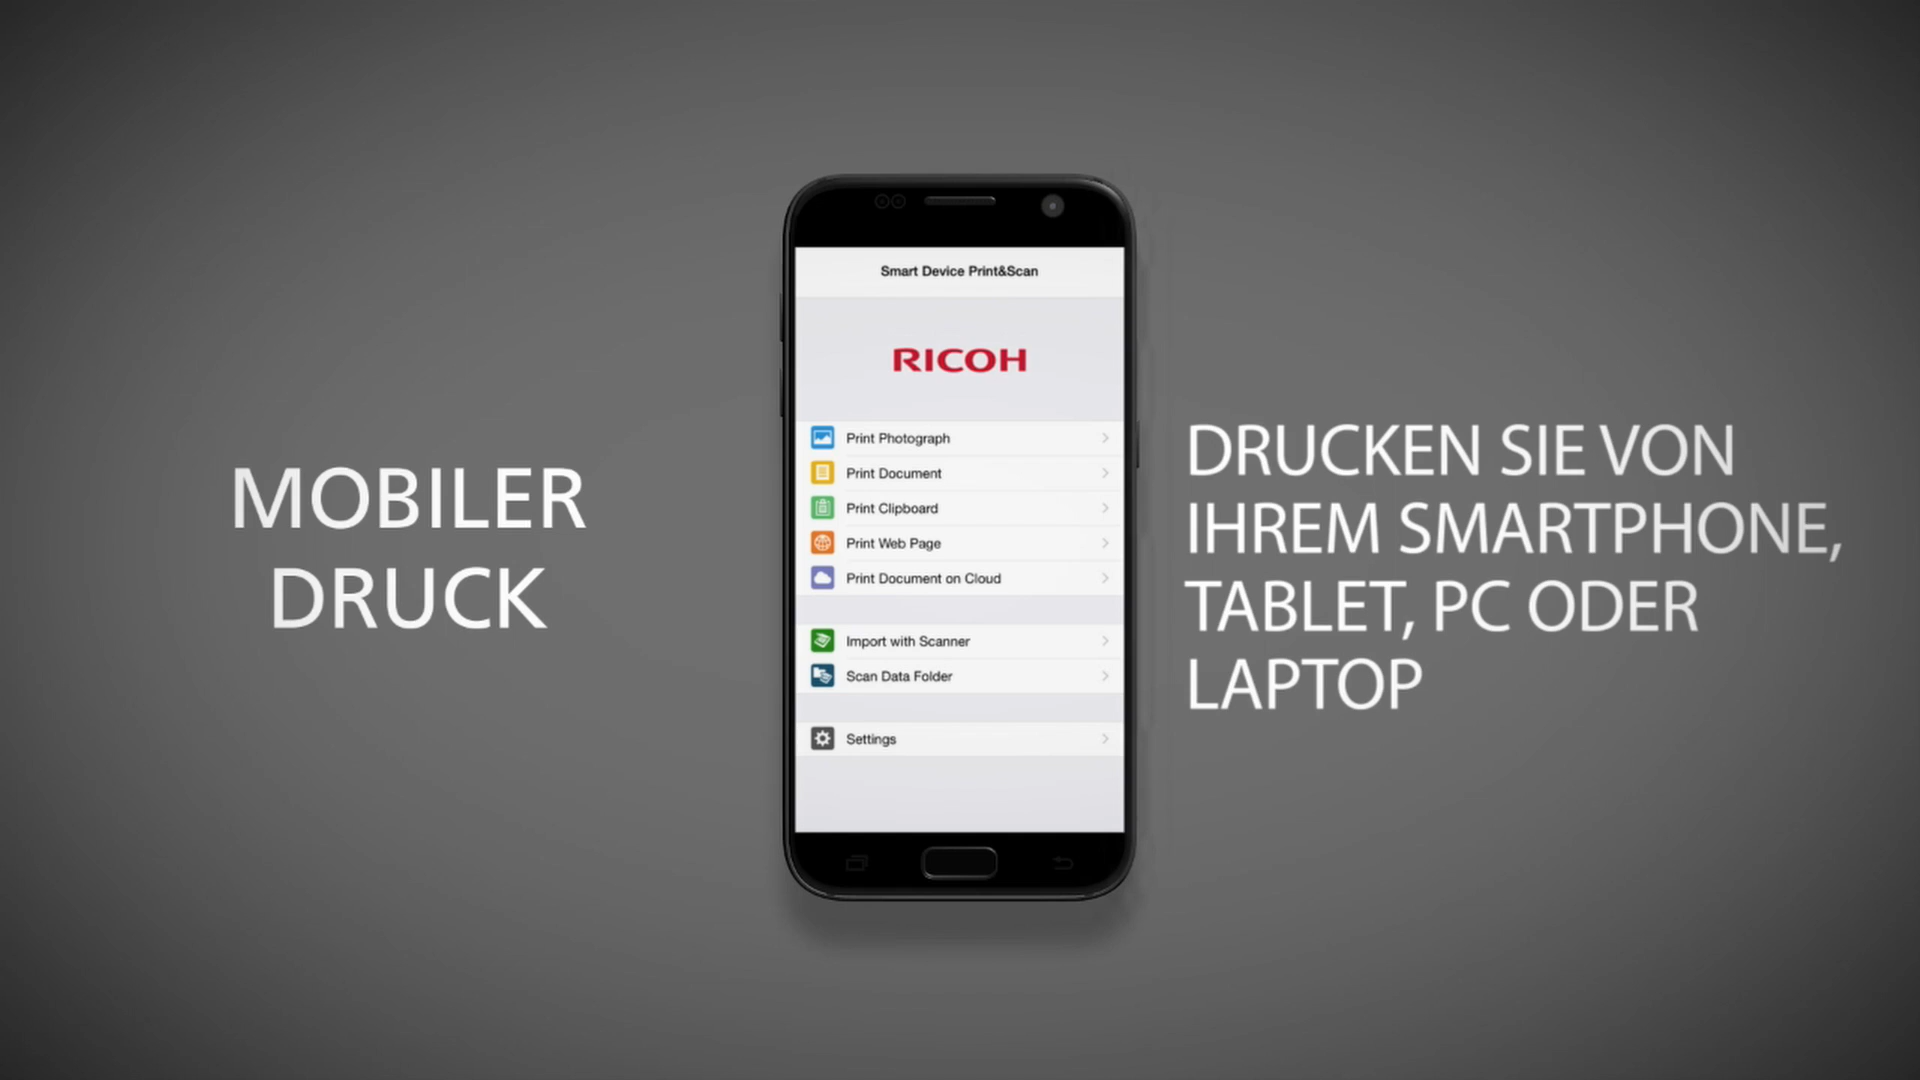 MOBILER
DRUCK
Smart Device Print&Scan
RICOH
Print Photograph
Print Document
Print Clipboard
Print Web Page
Print Document on Cloud
Import with Scanner
Scan Data Folder
Settings
DRUCKEN SIE VON
IHREM SMARTPHONE,
TABLET, PC ODER
LAPTOP